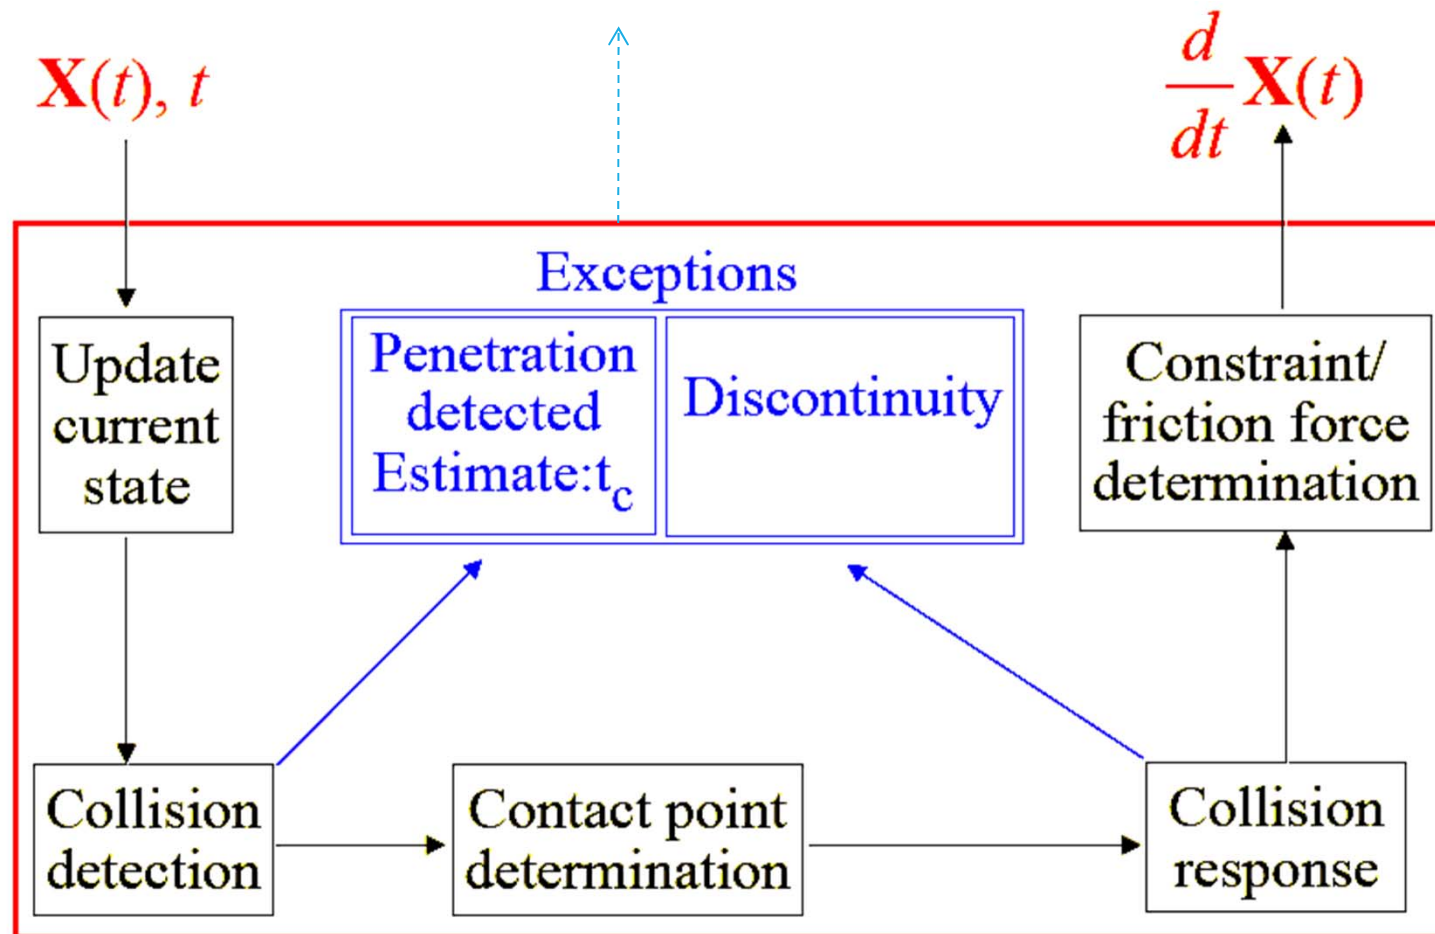 X(t), t
d
dt
X(t)
Exceptions
Update
current
state
Penetration
detected
Estimate:t_c
Discontinuity
Constraint/
friction force
determination
Collision
detection
Contact point
determination
Collision
response